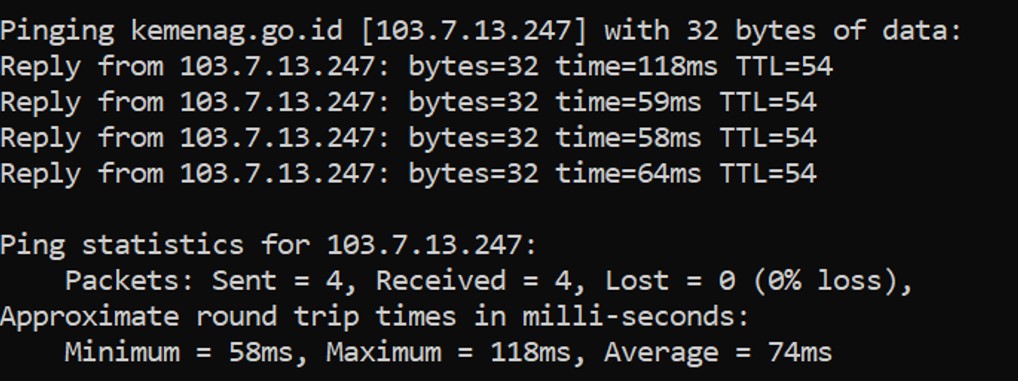 Pinging kemenag.go.id [103.7.13.247] with 32 bytes of data:
Reply from 103.7.13.247: bytes=32 time=118ms TTL=54
Reply from 103.7.13.247: bytes=32 time=59ms TTL=54
Reply from 103.7.13.247: bytes=32 time=58ms TTL=54
Reply from 103.7.13.247: bytes=32 time=64ms TTL=54
Ping statistics for 103.7.13.247:
Packets: Sent = 4, Received = 4, Lost = 0 (0% loss),
Approximate round trip times in milli-seconds:
Minimum = 58ms, Maximum = 118ms, Average = 74ms